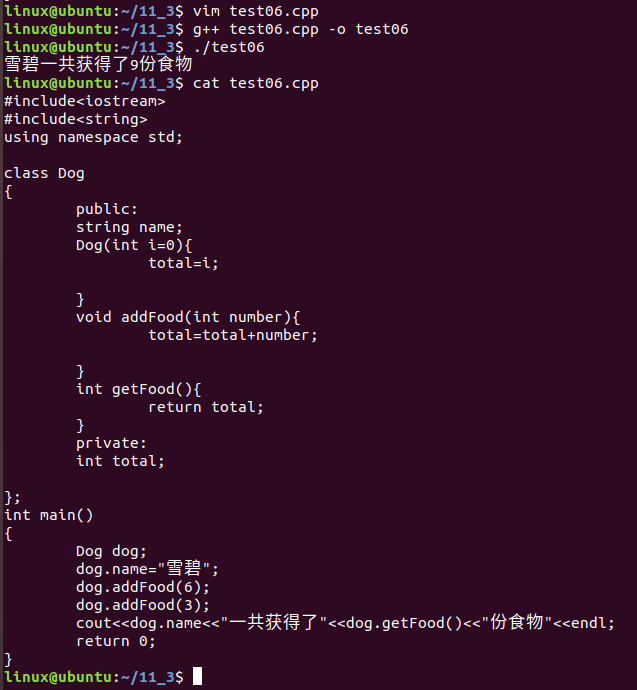 linux@ubuntu:~/11_3$ vim test06.cpp
linux@ubuntu:~/11_3$ g++ test06.cpp -o test06
linux@ubuntu:~/11_3$ ./test06
雪碧一共获得了9份食物
linux@ubuntu:~/11_3$ cat test06.cpp
#include<iostream>
#include<string>
using namespace std;

class Dog
{
        public:
        string name;
        Dog(int i=0){
                total=i;

        }
        void addFood(int number){
                total=total+number;

        }
        int getFood(){
                return total;
        }
        private:
        int total;

};
int main()
{
        Dog dog;
        dog.name="雪碧";
        dog.addFood(6);
        dog.addFood(3);
        cout<<dog.name<<"一共获得了"<<dog.getFood()<<"份食物"<<endl;
        return 0;
}
linux@ubuntu:~/11_3$